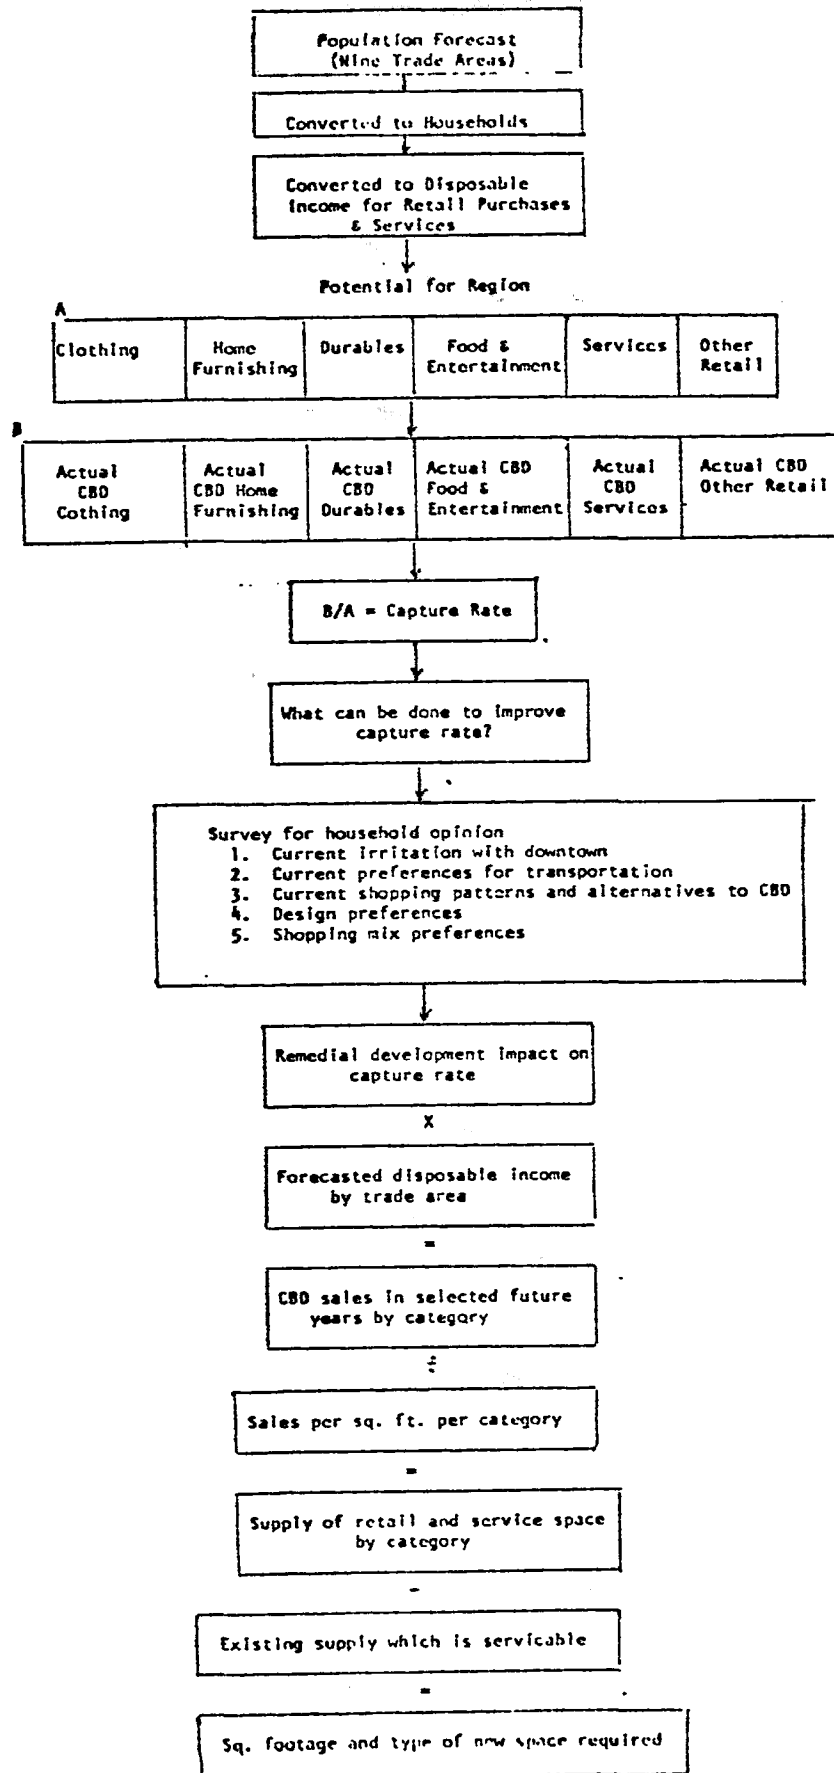 Population Forecast
(Nine Trade Areas)
Converted to Households
Converted to Disposable
Income for Retail Purchases
& Services
Potential for Region
A
Clothing
Home
Furnishing
Durables
Food &
Entertainment
Services
Other
Retail
B
Actual
CBD
Cothing
Actual
CBD Home
Furnishing
Actual
CBD
Durables
Actual CBD
Food &
Entertainment
Actual
CBD
Services
Actual CBD
Other Retail
B/A = Capture Rate
What can be done to improve
capture rate?
Survey for household opinion
1. Current irritation with downtown
2. Current preferences for transportation
3. Current shopping patterns and alternatives to CBD
4. Design preferences
5. Shopping mix preferences
Remedial development impact on
capture rate
X
Forecasted disposable income
by trade area
=
CBD sales in selected future
years by category
÷
Sales per sq. ft. per category
=
Supply of retail and service space
by category
-
Existing supply which is servicable
=
Sq. footage and type of new space required